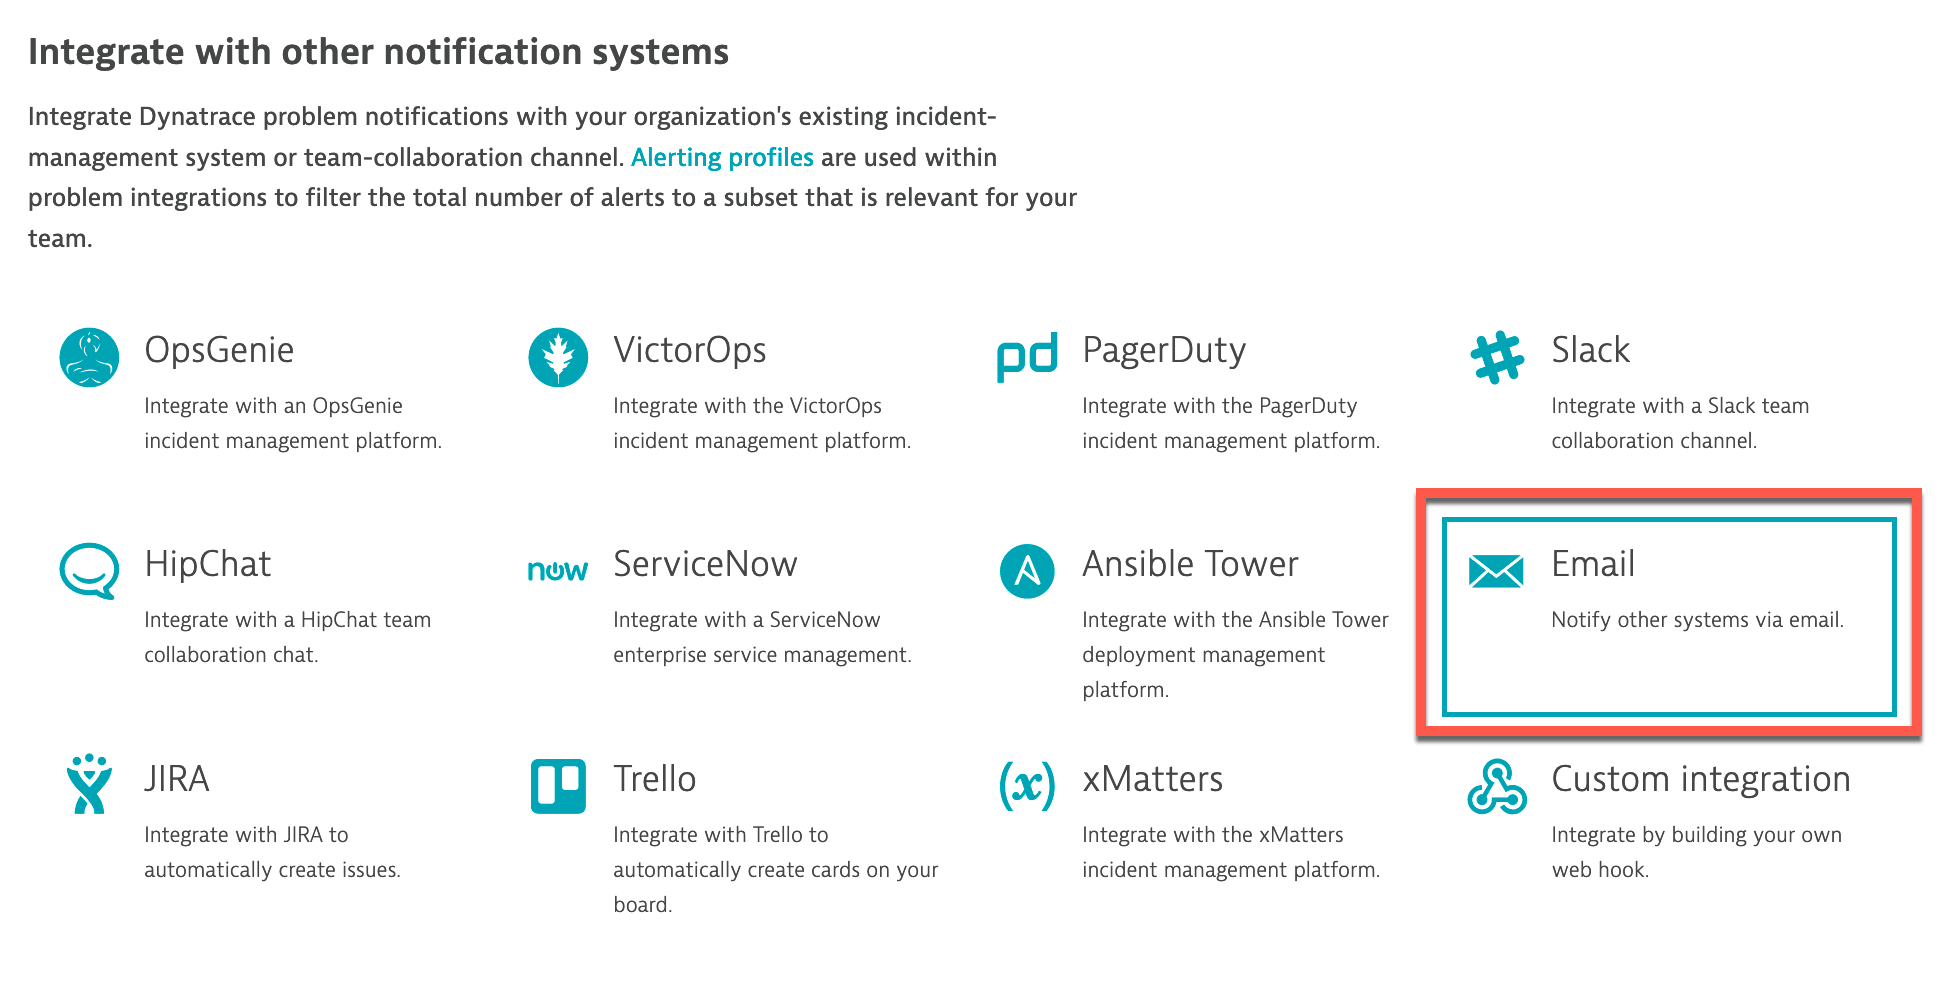 Integrate with other notification systems
Integrate Dynatrace problem notifications with your organization's existing incident-
management system or team-collaboration channel. Alerting profiles are used within
problem integrations to filter the total number of alerts to a subset that is relevant for your
team.
OpsGenie
Integrate with an OpsGenie
incident management platform.
VictorOps
Integrate with the VictorOps
incident management platform.
pd
PagerDuty
Integrate with the PagerDuty
incident management platform.
Slack
Integrate with a Slack team
collaboration channel.
HipChat
Integrate with a HipChat team
collaboration chat.
now
ServiceNow
Integrate with a ServiceNow
enterprise service management.
A
Ansible Tower
Integrate with the Ansible Tower
deployment management
platform.
Email
Notify other systems via email.
JIRA
Integrate with JIRA to
automatically create issues.
Trello
Integrate with Trello to
automatically create cards on your
board.
(x)
xMatters
Integrate with the xMatters
incident management platform.
Custom integration
Integrate by building your own
web hook.